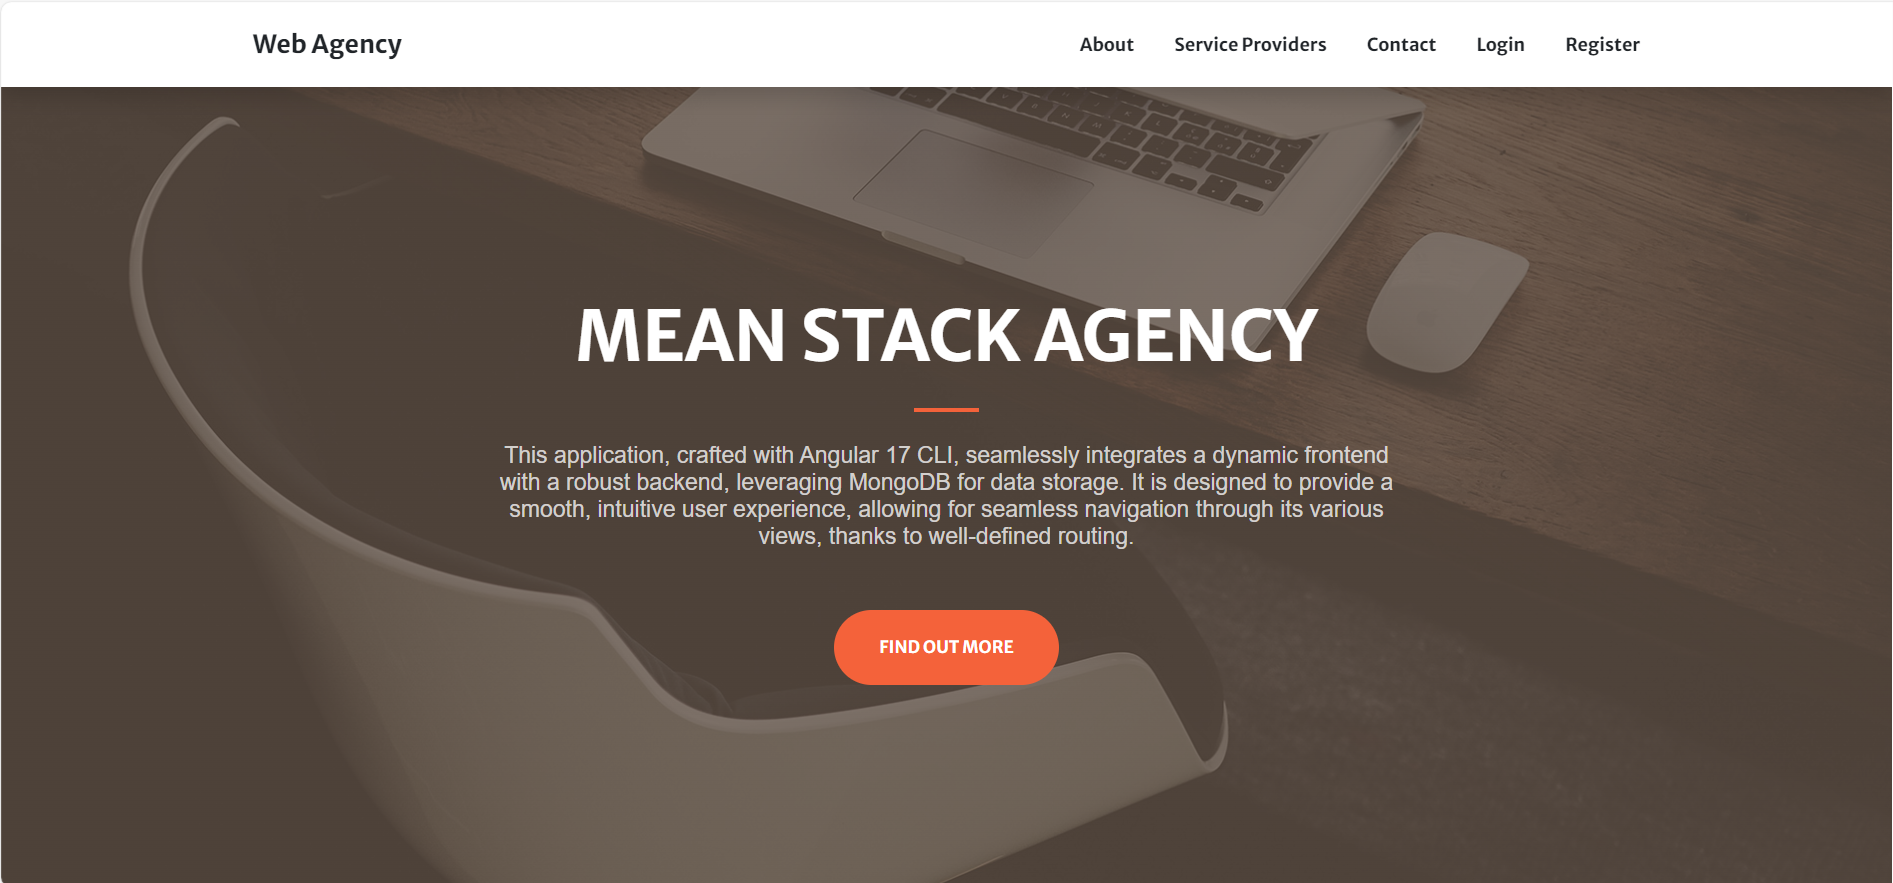 Web Agency
About Service Providers Contact Login Register
MEAN STACK AGENCY
This application, crafted with Angular 17 CLI, seamlessly integrates a dynamic frontend
with a robust backend, leveraging MongoDB for data storage. It is designed to provide a
smooth, intuitive user experience, allowing for seamless navigation through its various
views, thanks to well-defined routing.
FIND OUT MORE